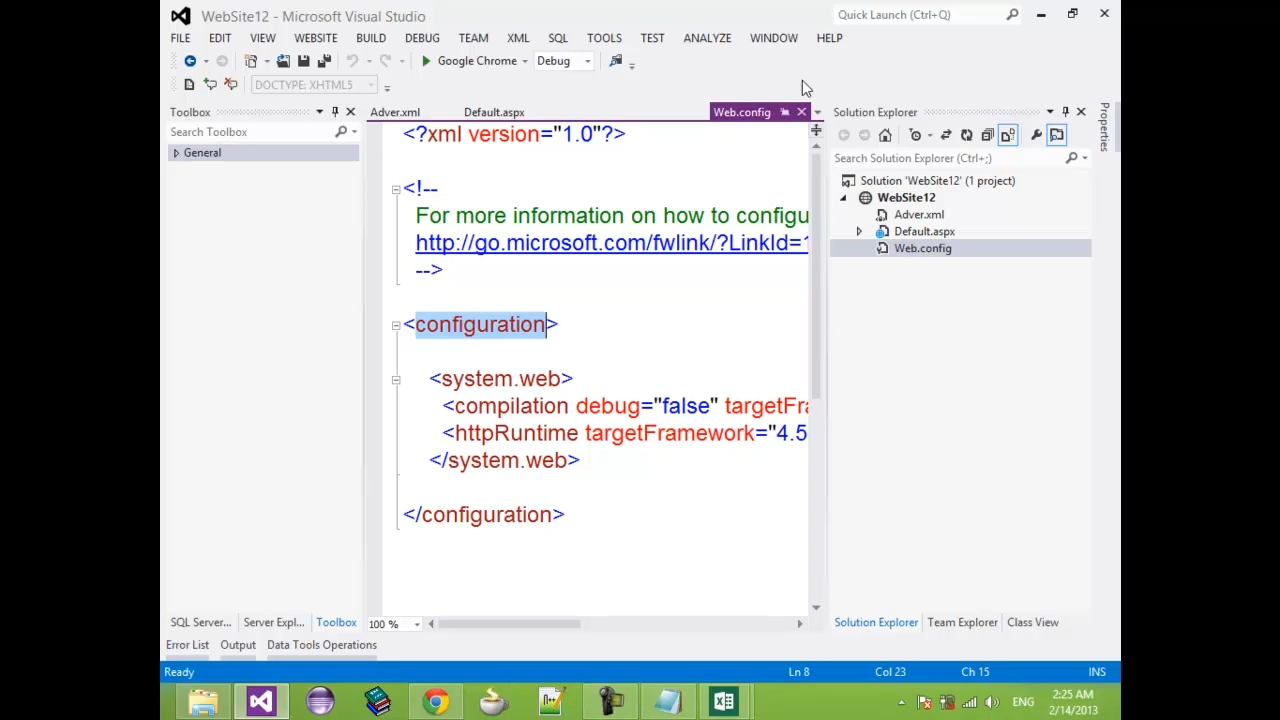 WebSite12 - Microsoft Visual Studio
Quick Launch (Ctrl+Q)
FILE EDIT VIEW WEBSITE BUILD DEBUG TEAM XML SQL TOOLS TEST ANALYZE WINDOW HELP
Google Chrome Debug
DOCTYPE: XHTML5
Toolbox
Search Toolbox
General
Adver.xml Default.aspx Web.config
<?xml version="1.0"?>
<!--
For more information on how to configu
http://go.microsoft.com/fwlink/?LinkId=1
-->
<configuration>
<system.web>
<compilation debug="false" targetFra
<httpRuntime targetFramework="4.5
</system.web>
</configuration>
100 %
Solution Explorer
Search Solution Explorer (Ctrl+;)
Solution 'WebSite12' (1 project)
WebSite12
Adver.xml
Default.aspx
Web.config
Properties
SQL Server... Server Expl... Toolbox
Solution Explorer Team Explorer Class View
Error List Output Data Tools Operations
Ready Ln 8 Col 23 Ch 15 INS
ENG
2:25 AM
2/14/2013